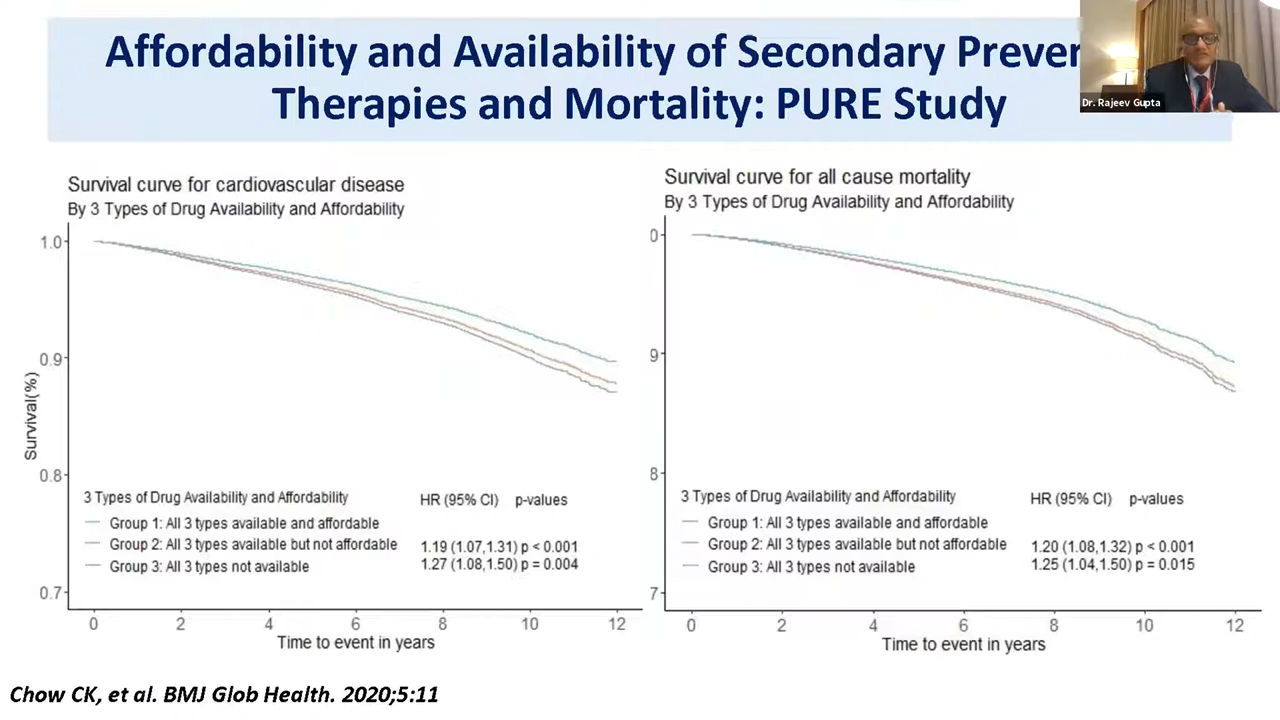 Affordability and Availability of Secondary
Therapies and Mortality: PURE Study
Dr. Rajeev Gupta
Survival curve for cardiovascular disease
By 3 Types of Drug Availability and Affordability
1.0
0.9
0.8
0.7
Survival(%)
3 Types of Drug Availability and Affordability
HR (95% CI) p-values
Group 1: All 3 types available and affordable
Group 2: All 3 types available but not affordable
1.19 (1.07,1.31) p < 0.001
Group 3: All 3 types not available
1.27 (1.08,1.50) p = 0.004
0 2 4 6 8 10 12
Time to event in years
Survival curve for all cause mortality
By 3 Types of Drug Availability and Affordability
0
9
8
7
3 Types of Drug Availability and Affordability
HR (95% CI) p-values
Group 1: All 3 types available and affordable
Group 2: All 3 types available but not affordable
1.20 (1.08,1.32) p < 0.001
Group 3: All 3 types not available
1.25 (1.04,1.50) p = 0.015
0 2 4 6 8 10 12
Time to event in years
Chow CK, et al. BMJ Glob Health. 2020;5:11